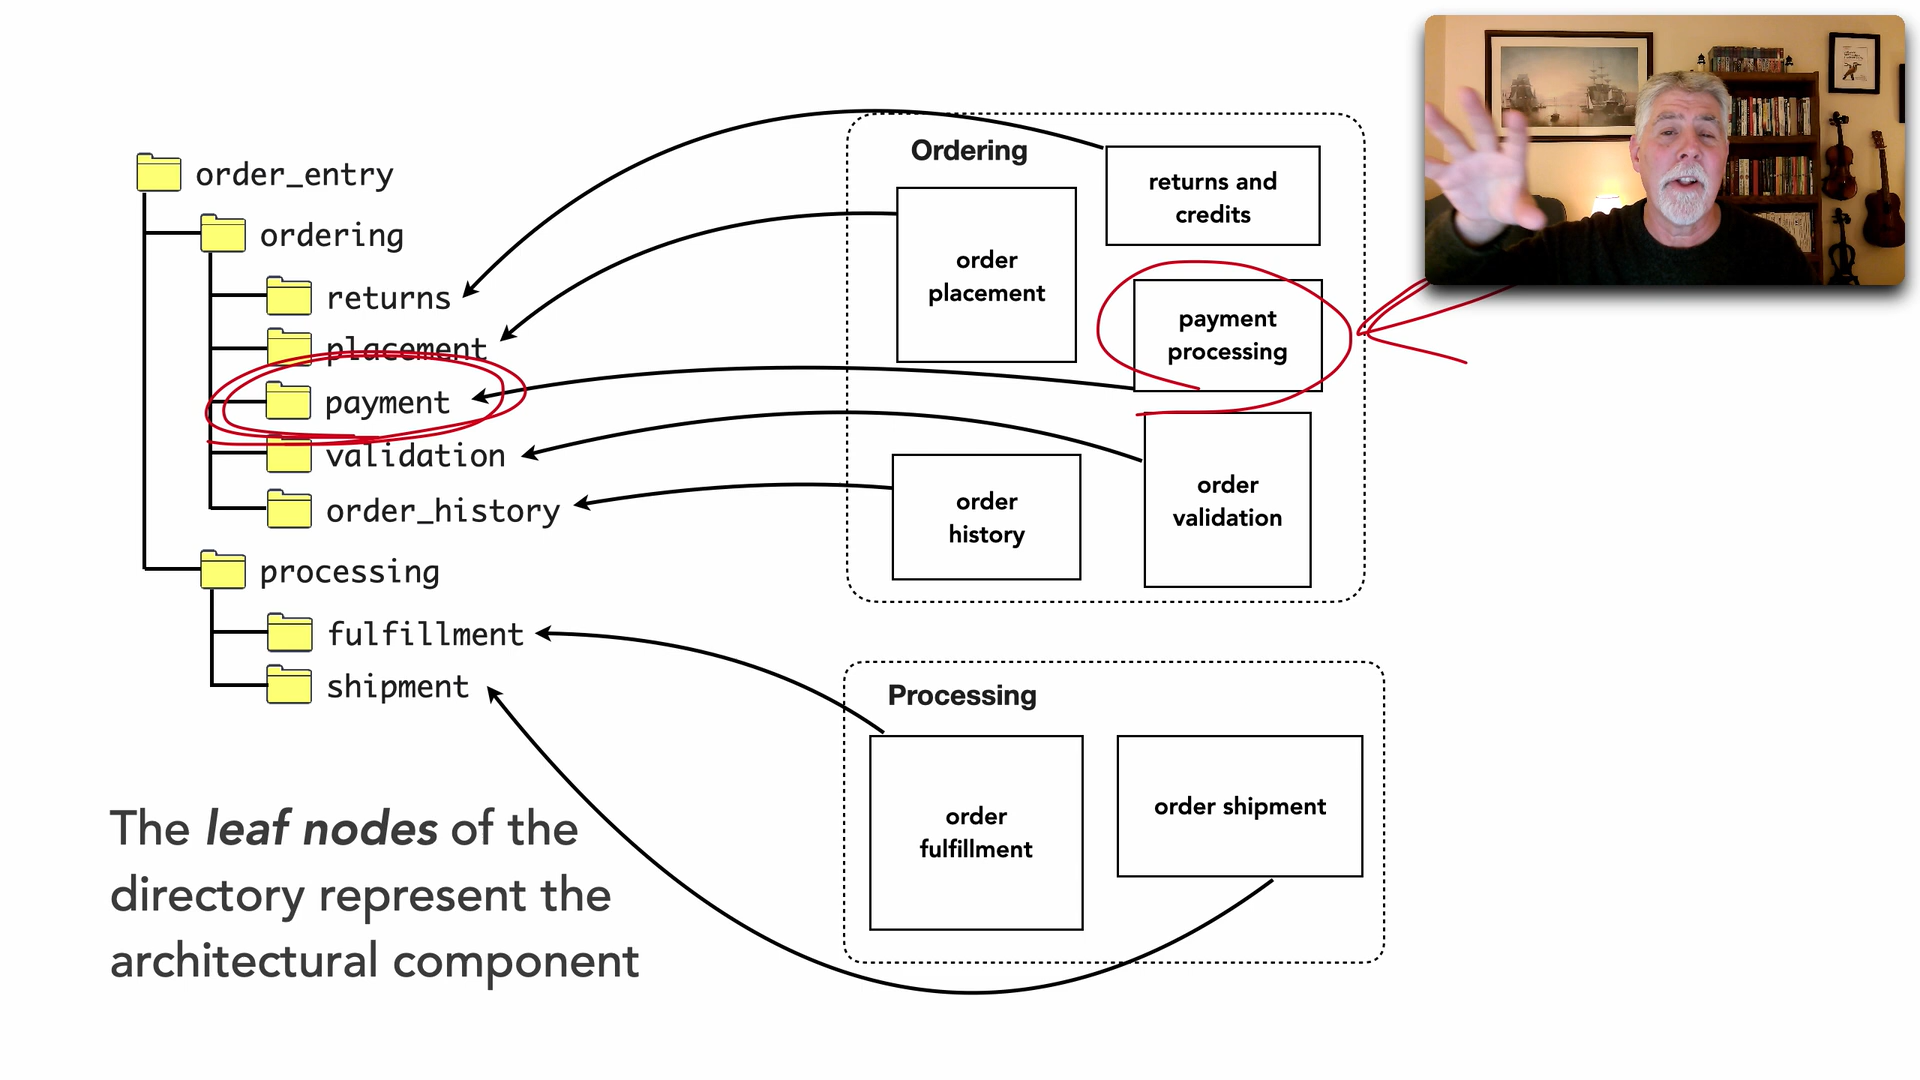 order_entry
ordering
returns
placement
payment
validation
order_history
processing
fulfillment
shipment
The leaf nodes of the
directory represent the
architectural component
Ordering
returns and
credits
order
placement
payment
processing
order
validation
order
history
Processing
order
fulfillment
order shipment